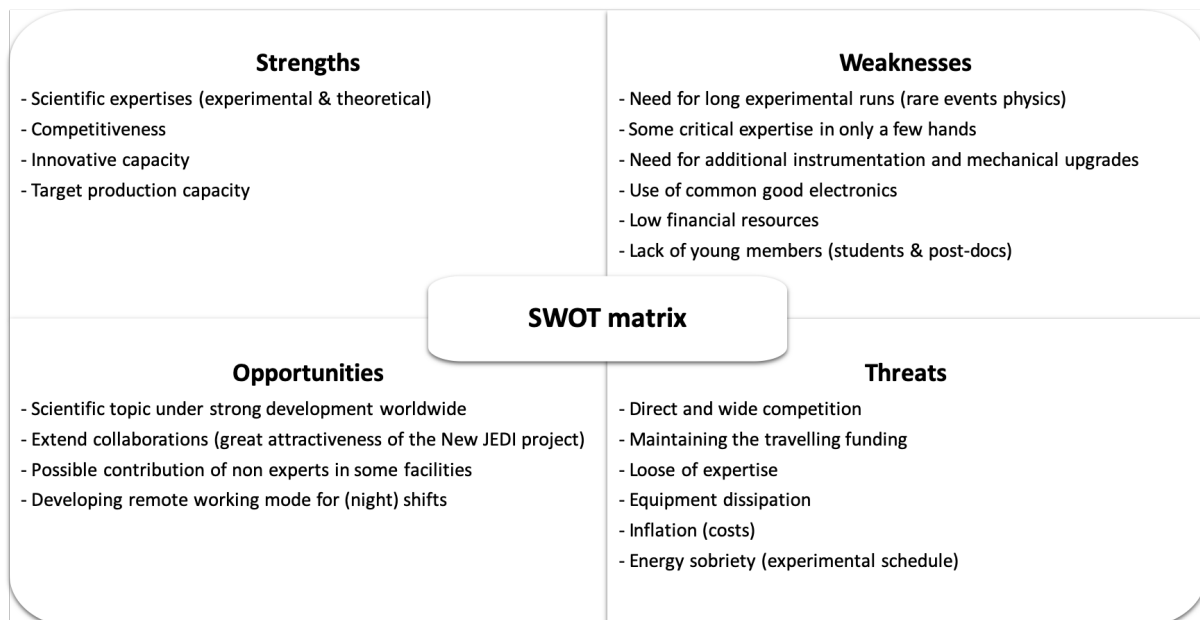 Strengths
- Scientific expertises (experimental & theoretical)
- Competitiveness
- Innovative capacity
- Target production capacity
Weaknesses
- Need for long experimental runs (rare events physics)
- Some critical expertise in only a few hands
- Need for additional instrumentation and mechanical upgrades
- Use of common good electronics
- Low financial resources
- Lack of young members (students & post-docs)
SWOT matrix
Opportunities
- Scientific topic under strong development worldwide
- Extend collaborations (great attractiveness of the New JEDI project)
- Possible contribution of non experts in some facilities
- Developing remote working mode for (night) shifts
Threats
- Direct and wide competition
- Maintaining the travelling funding
- Loose of expertise
- Equipment dissipation
- Inflation (costs)
- Energy sobriety (experimental schedule)